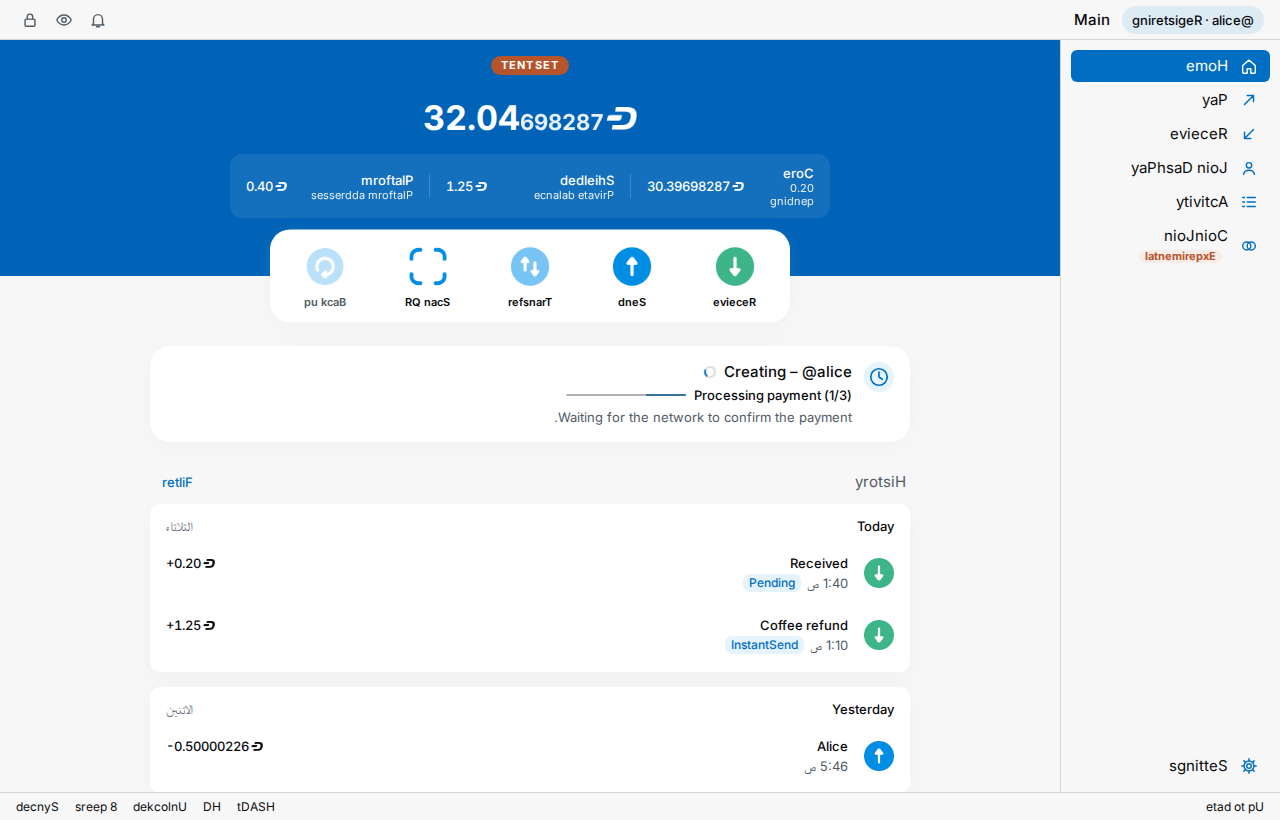 Main
gniretsigeR · alice@
TENTSET
32.04698287
eroC
0.20
gnidnep
30.39698287
dedleihS
ecnalab etavirP
1.25
mroftalP
sesserdda mroftalP
0.40
evieceR
dneS
refsnarT
RQ nacS
pu kcaB
Creating – @alice
Processing payment (1/3)
.Waiting for the network to confirm the payment
yrotsiH
retliF
Today
الثلاثاء
Received
+0.20
1:40 ص
Pending
Coffee refund
+1.25
1:10 ص
InstantSend
Yesterday
الاثنين
Alice
-0.50000226
5:46 ص
emoH
yaP
evieceR
yaPhsaD nioJ
ytivitcA
nioJnioC
latnemirepxE
sgnitteS
decnyS
sreep 8
dekcolnU
DH
tDASH
etad ot pU